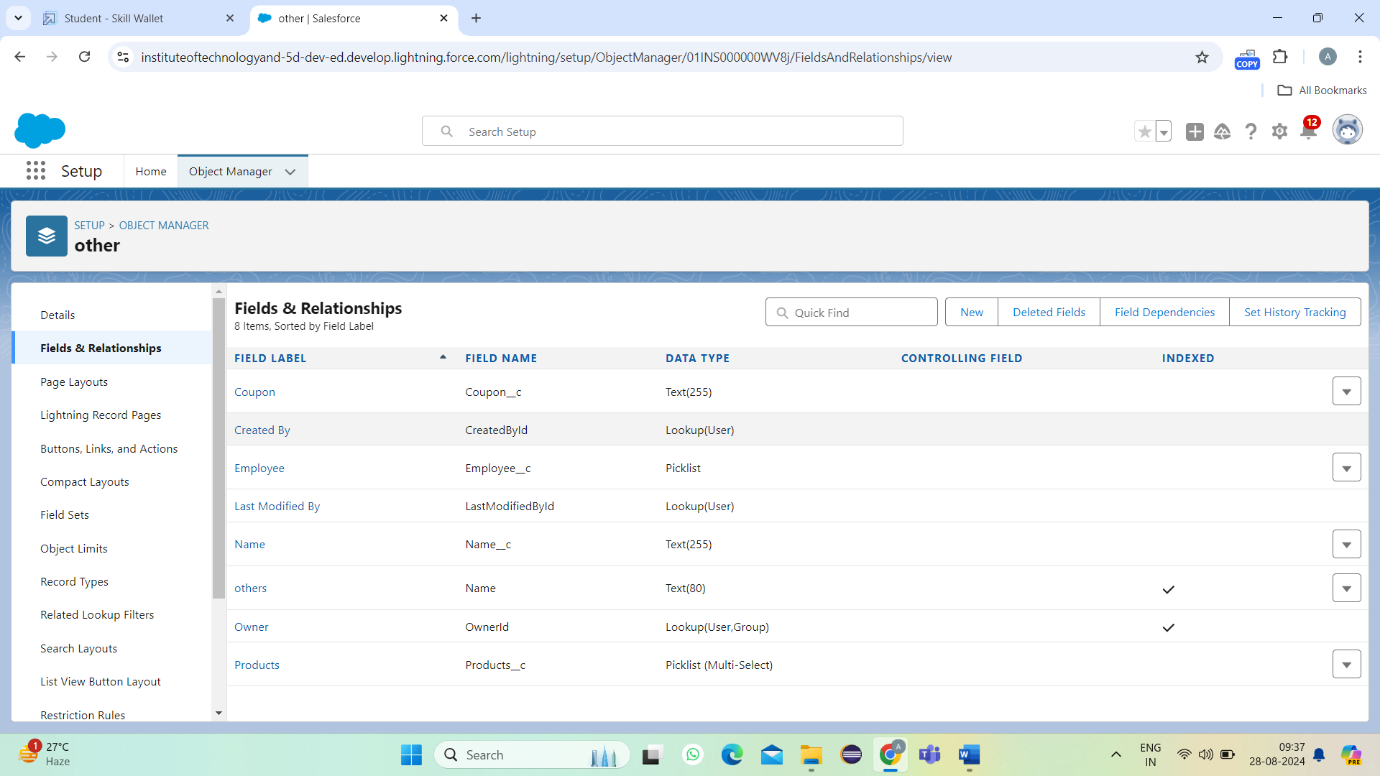 Student - Skill Wallet
other | Salesforce
instituteoftechnologyand-5d-dev-ed.develop.lightning.force.com/lightning/setup/ObjectManager/01INS000000WV8j/FieldsAndRelationships/view
COPY
A
All Bookmarks
Search Setup
12
Setup
Home
Object Manager
SETUP > OBJECT MANAGER
other
Details
Fields & Relationships
Page Layouts
Lightning Record Pages
Buttons, Links, and Actions
Compact Layouts
Field Sets
Object Limits
Record Types
Related Lookup Filters
Search Layouts
List View Button Layout
Restriction Rules
Fields & Relationships
8 Items, Sorted by Field Label
Quick Find
New
Deleted Fields
Field Dependencies
Set History Tracking
FIELD LABEL FIELD NAME DATA TYPE CONTROLLING FIELD INDEXED
Coupon Coupon__c Text(255)
Created By CreatedById Lookup(User)
Employee Employee__c Picklist
Last Modified By LastModifiedById Lookup(User)
Name Name__c Text(255)
others Name Text(80)
Owner OwnerId Lookup(User,Group)
Products Products__c Picklist (Multi-Select)
1
27°C
Haze
Search
A
ENG
IN
09:37
28-08-2024
PRE